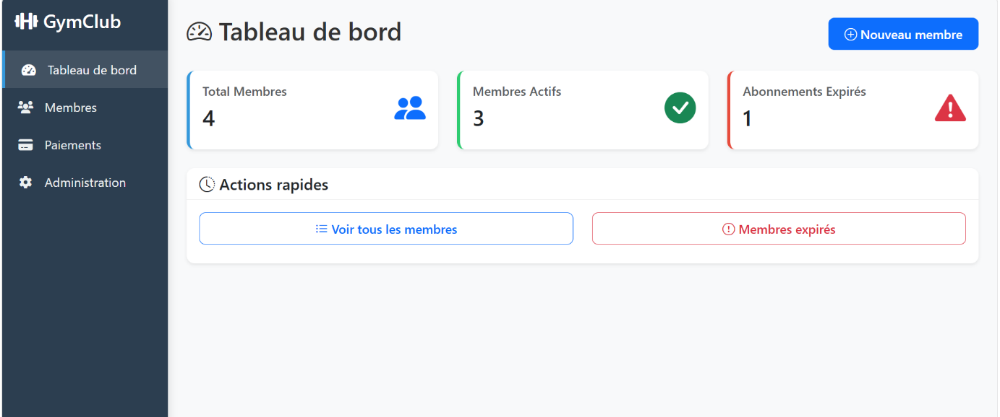 GymClub
Tableau de bord
Membres
Paiements
Administration
Tableau de bord
Nouveau membre
Total Membres
4
Membres Actifs
3
Abonnements Expirés
1
Actions rapides
Voir tous les membres
Membres expirés